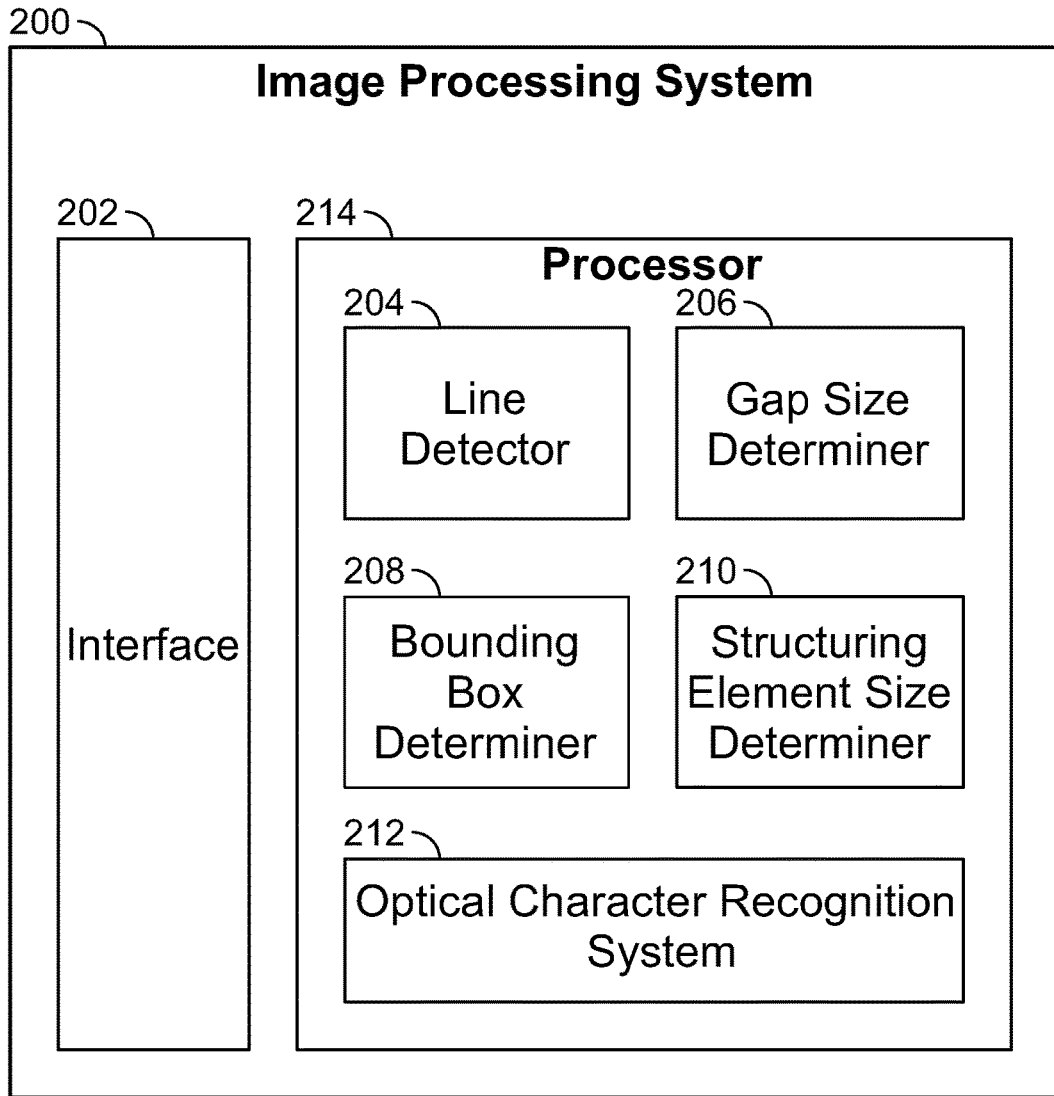 200
Image Processing System
202
214
Interface
Processor
204
206
Line
Detector
Gap Size
Determiner
208
210
Bounding
Box
Determiner
Structuring
Element Size
Determiner
212
Optical Character Recognition
System